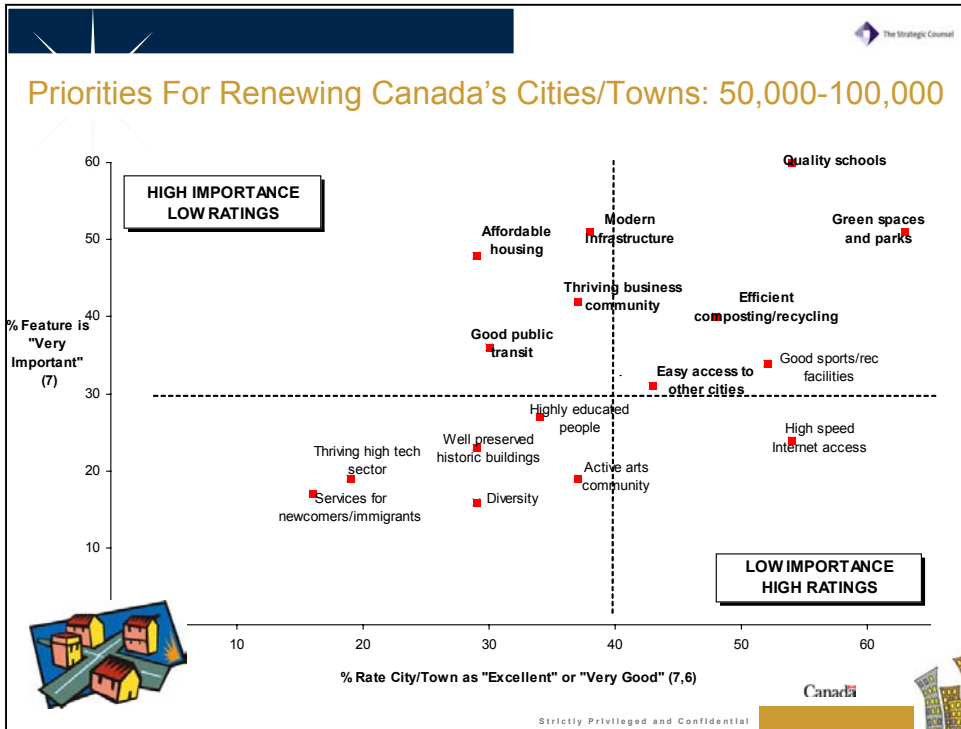 The Strategic Counsel
Priorities For Renewing Canada's Cities/Towns: 50,000-100,000
60
Quality schools
HIGH IMPORTANCE
LOW RATINGS
50
Affordable
housing
Modern
infrastructure
Green spaces
and parks
Thriving business
community
40
Efficient
composting/recycling
% Feature is
"Very
Important"
(7)
Good public
transit
Good sports/rec
facilities
Easy access to
other cities
30
Highly educated
people
High speed
Internet access
Well preserved
historic buildings
Thriving high tech
sector
20
Active arts
community
Services for
newcomers/immigrants
Diversity
10
LOW IMPORTANCE
HIGH RATINGS
10
20
30
40
50
60
% Rate City/Town as "Excellent" or "Very Good" (7,6)
Canada
Strictly Privileged and Confidential